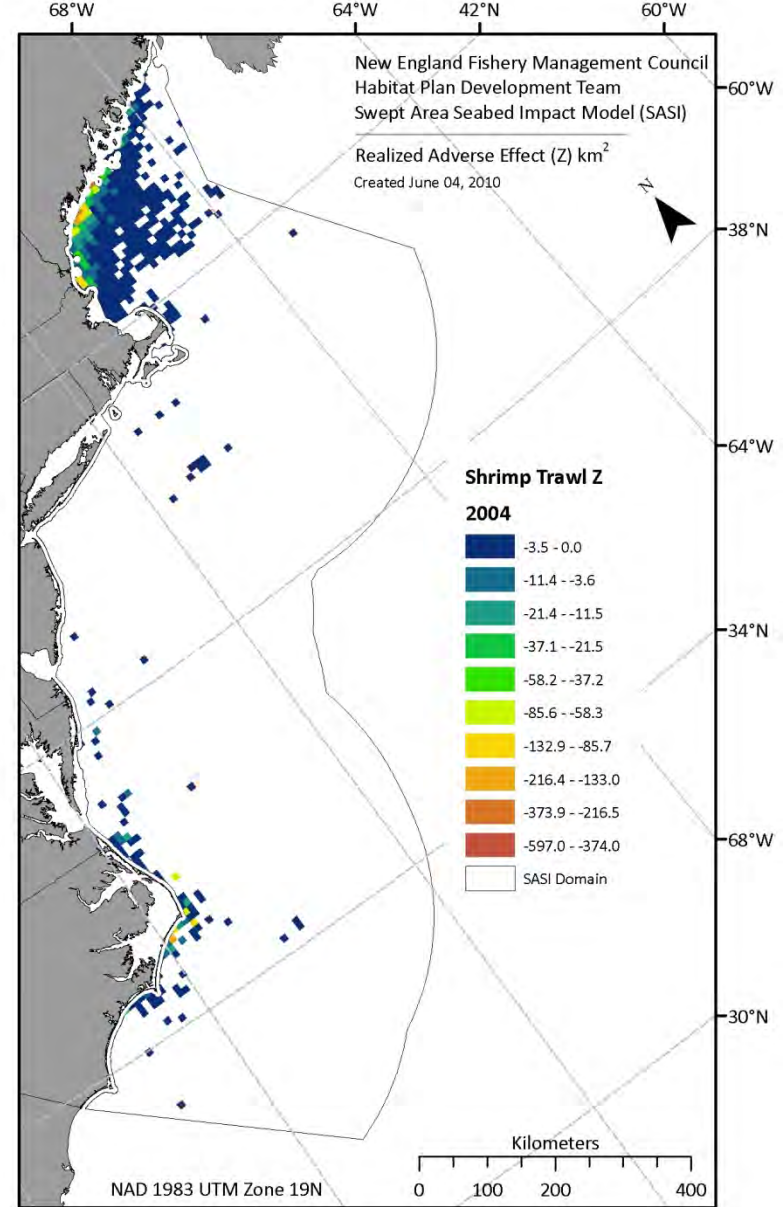 68°W 64°W 42°N 60°W
New England Fishery Management Council
Habitat Plan Development Team
Swept Area Seabed Impact Model (SASI)
Realized Adverse Effect (Z) km²
Created June 04, 2010
N
60°W
38°N
64°W
34°N
68°W
30°N
Shrimp Trawl Z
2004
-3.5 - 0.0
-11.4 - -3.6
-21.4 - -11.5
-37.1 - -21.5
-58.2 - -37.2
-85.6 - -58.3
-132.9 - -85.7
-216.4 - -133.0
-373.9 - -216.5
-597.0 - -374.0
SASI Domain
Kilometers
0 100 200 400
NAD 1983 UTM Zone 19N